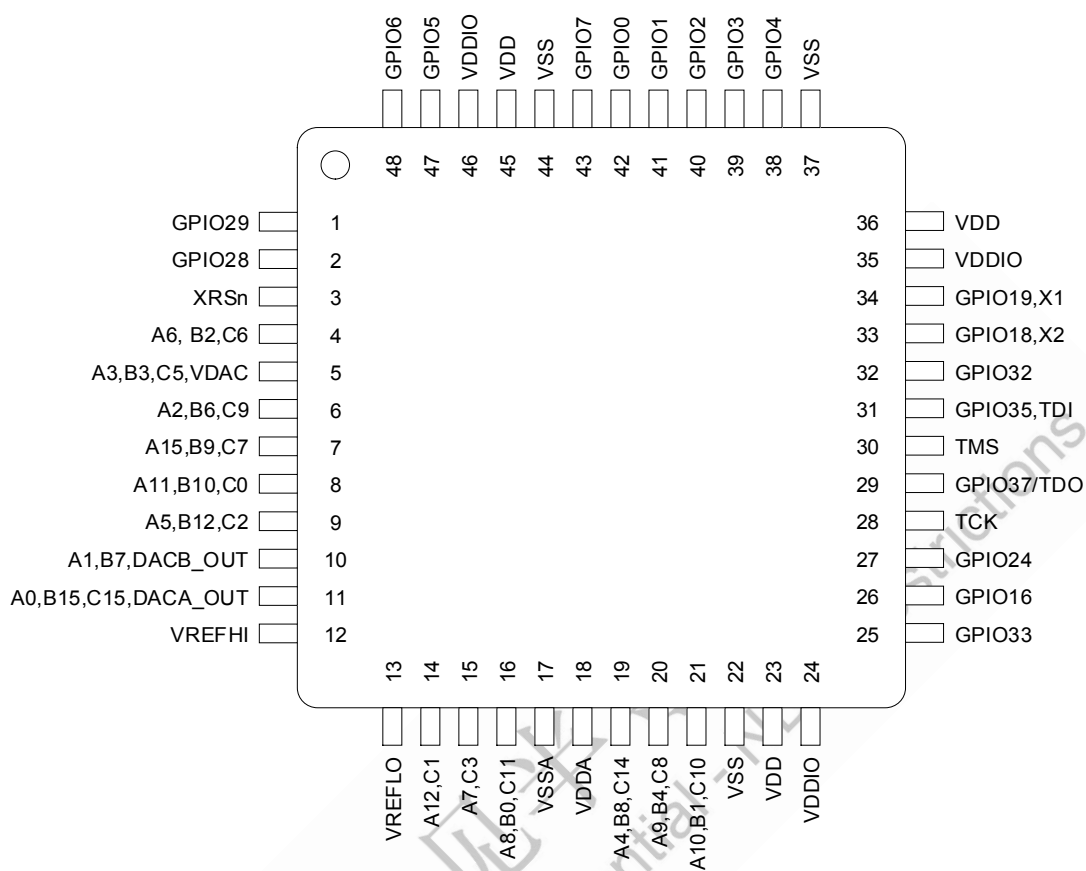 GPIO6
GPIO5
VDDIO
VDD
VSS
GPIO7
GPIO0
GPIO1
GPIO2
GPIO3
GPIO4
VSS
48
47
46
45
44
43
42
41
40
39
38
37
GPIO29 1
GPIO28 2
XRSn 3
A6, B2,C6 4
A3,B3,C5,VDAC 5
A2,B6,C9 6
A15,B9,C7 7
A11,B10,C0 8
A5,B12,C2 9
A1,B7,DACB_OUT 10
A0,B15,C15,DACA_OUT 11
VREFHI 12
36 VDD
35 VDDIO
34 GPIO19,X1
33 GPIO18,X2
32 GPIO32
31 GPIO35,TDI
30 TMS
29 GPIO37/TDO
28 TCK
27 GPIO24
26 GPIO16
25 GPIO33
13
14
15
16
17
18
19
20
21
22
23
24
VREFLO
A12,C1
A7,C3
A8,B0,C11
VSSA
VDDA
A4,B8,C14
A9,B4,C8
A10,B1,C10
VSS
VDD
VDDIO